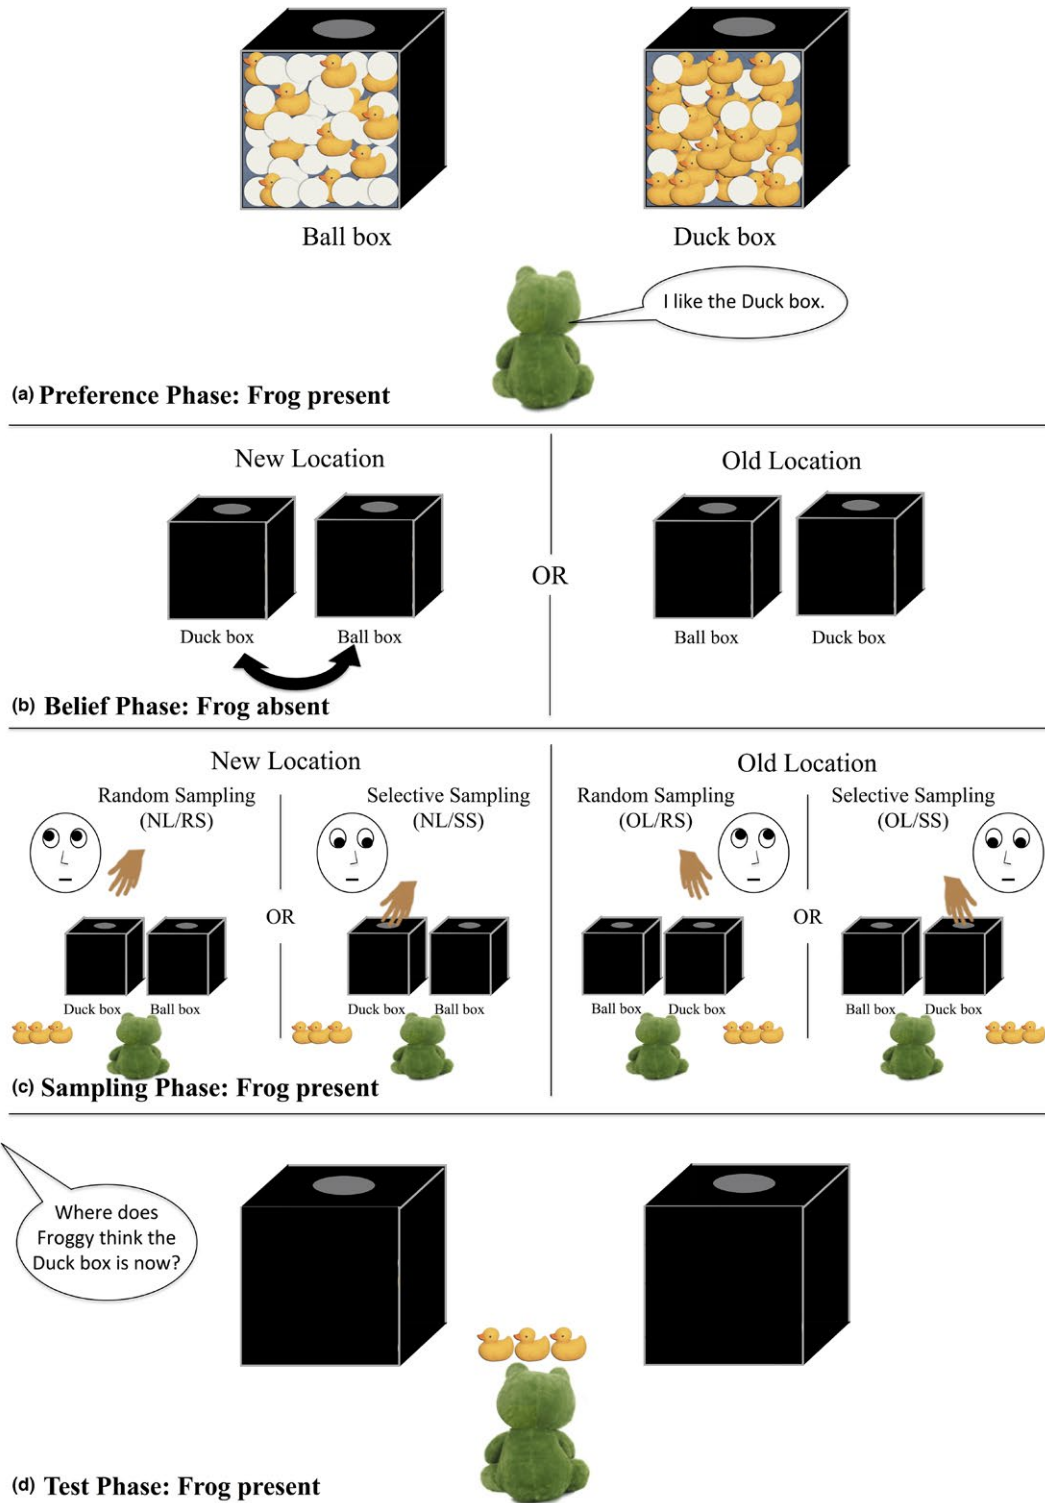 Ball box
Duck box
I like the Duck box.
(a) Preference Phase: Frog present
New Location
Old Location
OR
Duck box
Ball box
Ball box
Duck box
(b) Belief Phase: Frog absent
New Location
Old Location
Random Sampling
(NL/RS)
Selective Sampling
(NL/SS)
Random Sampling
(OL/RS)
Selective Sampling
(OL/SS)
OR
OR
Duck box
Ball box
Duck box
Ball box
Ball box
Duck box
Ball box
Duck box
(c) Sampling Phase: Frog present
Where does
Froggy think the
Duck box is now?
(d) Test Phase: Frog present